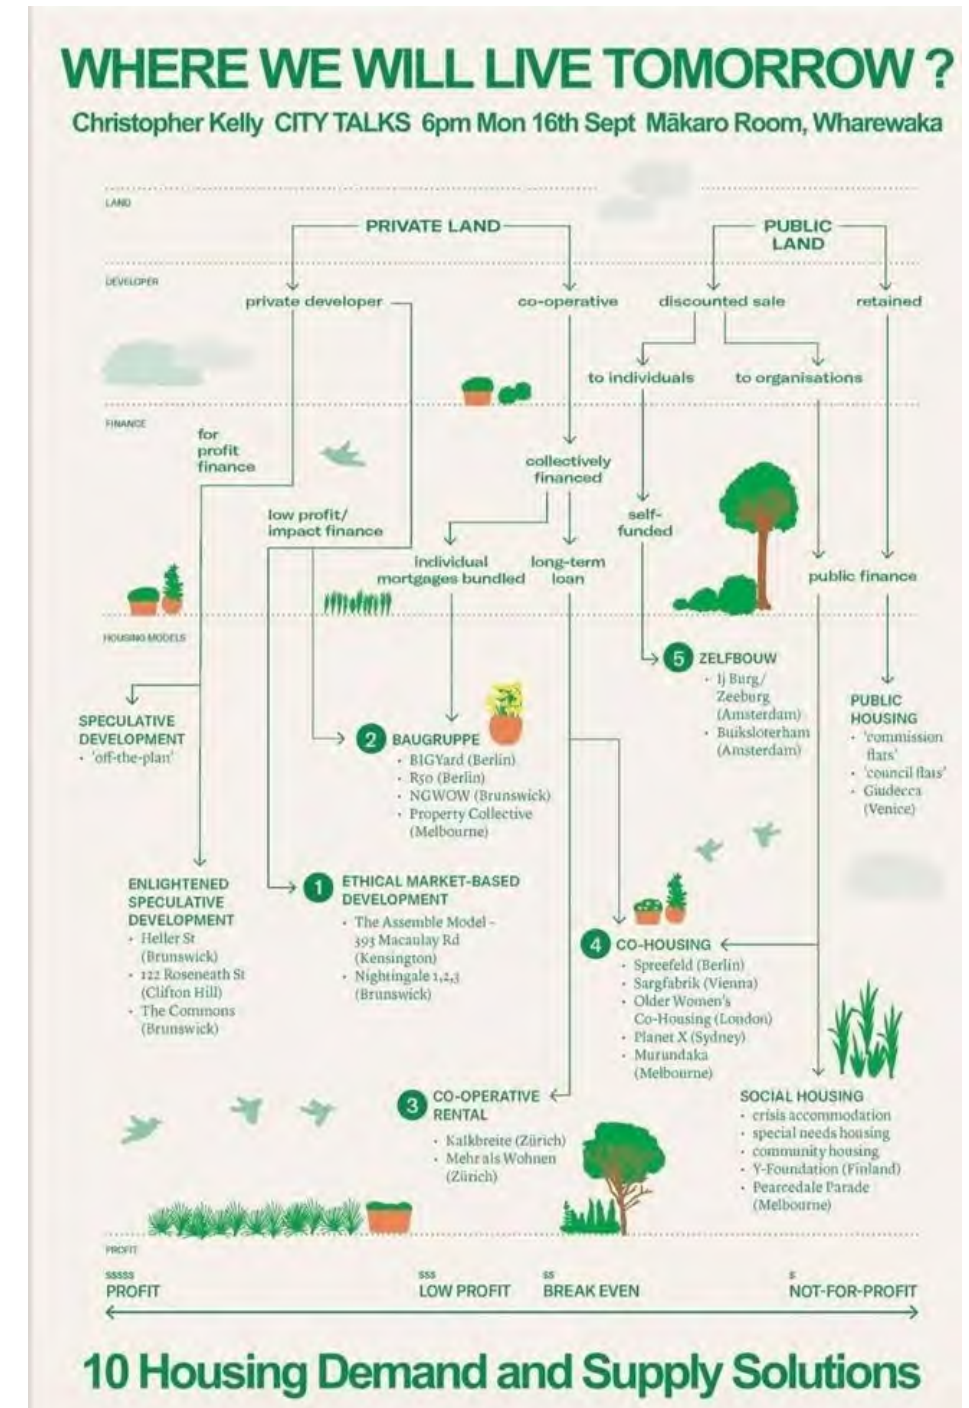 WHERE WE WILL LIVE TOMORROW ?
Christopher Kelly CITY TALKS 6pm Mon 16th Sept Mākaro Room, Wharewaka
LAND
PRIVATE LAND
PUBLIC
LAND
DEVELOPER
private developer
co-operative
discounted sale
retained
to individuals
to organisations
FINANCE
for
profit
finance
collectively
financed
low profit/
impact finance
self-
funded
individual
mortgages bundled
long-term
loan
public finance
HOUSING MODELS
SPECULATIVE
DEVELOPMENT
· 'off-the-plan'
2 BAUGRUPPE
· BIGYard (Berlin)
· R50 (Berlin)
· NGWOW (Brunswick)
· Property Collective
(Melbourne)
5 ZELFBOUW
· Ij Burg/
Zeeburg
(Amsterdam)
· Buiksloterham
(Amsterdam)
PUBLIC
HOUSING
· 'commission
flats'
· 'council flats'
· Giudecca
(Venice)
ENLIGHTENED
SPECULATIVE
DEVELOPMENT
· Heller St
(Brunswick)
· 122 Roseneath St
(Clifton Hill)
· The Commons
(Brunswick)
1 ETHICAL MARKET-BASED
DEVELOPMENT
· The Assemble Model -
393 Macaulay Rd
(Kensington)
· Nightingale 1,2,3
(Brunswick)
4 CO-HOUSING
· Spreefeld (Berlin)
· Sargfabrik (Vienna)
· Older Women's
Co-Housing (London)
· Planet X (Sydney)
· Murundaka
(Melbourne)
3 CO-OPERATIVE
RENTAL
· Kalkbreite (Zürich)
· Mehr als Wohnen
(Zürich)
SOCIAL HOUSING
· crisis accommodation
· special needs housing
· community housing
· Y-Foundation (Finland)
· Pearcedale Parade
(Melbourne)
PROFIT
$$$$$
PROFIT
$$$
LOW PROFIT
$$
BREAK EVEN
$
NOT-FOR-PROFIT
10 Housing Demand and Supply Solutions